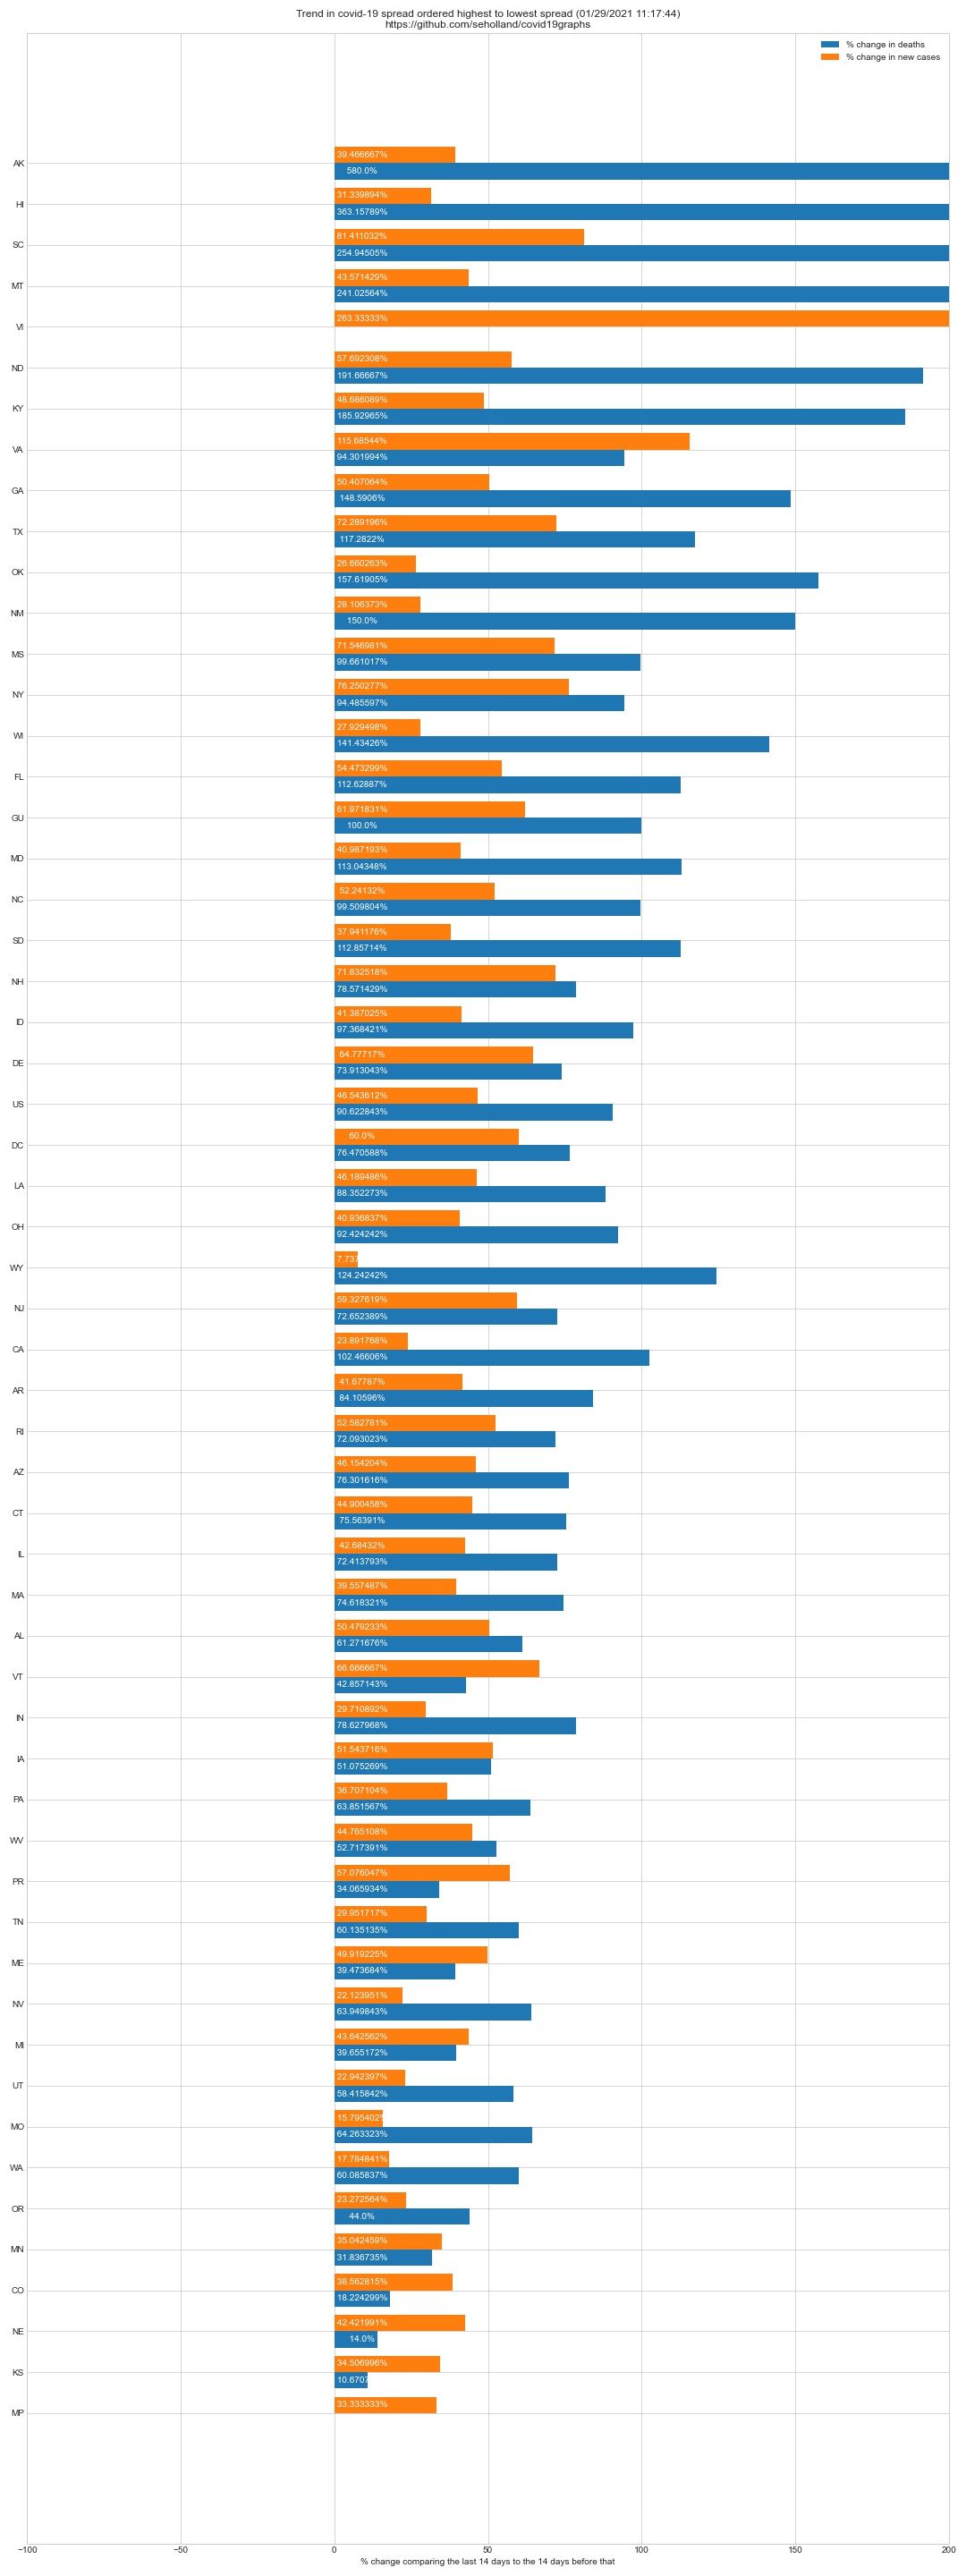 Trend in covid-19 spread ordered highest to lowest spread (01/29/2021 11:17:44)
https://github.com/seholland/covid19graphs
% change in deaths
% change in new cases
39.466667%
AK
580.0%
31.339894%
HI
363.15789%
81.411032%
SC
254.94505%
43.571429%
MT
241.02564%
263.33333%
VI
57.692308%
ND
191.66667%
48.686089%
KY
185.92965%
115.68544%
VA
94.301994%
50.407064%
GA
148.5906%
72.289196%
TX
117.2822%
26.660263%
OK
157.61905%
28.106373%
NM
150.0%
71.546981%
MS
99.661017%
76.250277%
NY
94.485597%
27.929498%
WI
141.43426%
54.473299%
FL
112.62887%
61.971831%
GU
100.0%
40.987193%
MD
113.04348%
52.24132%
NC
99.509804%
37.941176%
SD
112.85714%
71.832518%
NH
78.571429%
41.387025%
ID
97.368421%
64.77717%
DE
73.913043%
46.543612%
US
90.622843%
60.0%
DC
76.470588%
46.189486%
LA
88.352273%
40.936837%
OH
92.424242%
7.737
WY
124.24242%
59.327619%
NJ
72.652389%
23.891768%
CA
102.46606%
41.67787%
AR
84.10596%
52.582781%
RI
72.093023%
46.154204%
AZ
76.301616%
44.900458%
CT
75.56391%
42.68432%
IL
72.413793%
39.557487%
MA
74.618321%
50.479233%
AL
61.271676%
66.666667%
VT
42.857143%
29.710892%
IN
78.627968%
51.543716%
IA
51.075269%
36.707104%
PA
63.851567%
44.765108%
WV
52.717391%
57.076047%
PR
34.065934%
29.951717%
TN
60.135135%
49.919225%
ME
39.473684%
22.123951%
NV
63.949843%
43.642562%
MI
39.655172%
22.942397%
UT
58.415842%
15.795402%
MO
64.263323%
17.784841%
WA
60.085837%
23.272564%
OR
44.0%
35.042459%
MN
31.836735%
38.562815%
CO
18.224299%
42.421991%
NE
14.0%
34.506996%
KS
10.670
33.333333%
MP
−100 −50 0 50 100 150 200
% change comparing the last 14 days to the 14 days before that